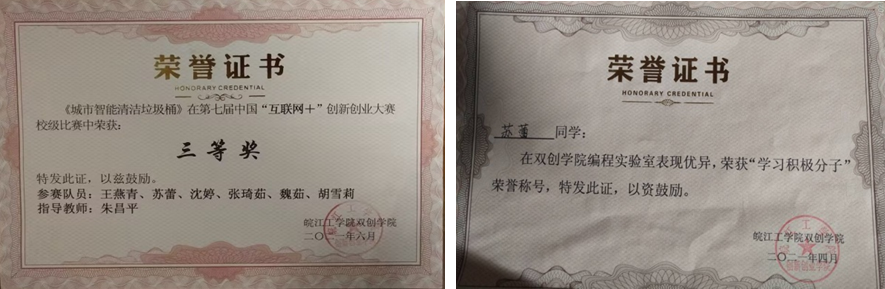 荣誉证书
HONORARY CREDENTIAL
《城市智能清洁垃圾桶》在第七届中国“互联网＋”创新创业大赛
校级比赛中荣获：
三等奖
特发此证，以兹鼓励。
参赛队员：王燕青、苏蕾、沈婷、张琦茹、魏茹、胡雪莉
指导教师：朱昌平
皖江工学院双创学院
二〇二一年六月
荣誉证书
HONORARY CREDENTIAL
苏蕾 同学：
在双创学院编程实验室表现优异，荣获“学习积极分子”
荣誉称号，特发此证，以资鼓励。
皖江工学院双创学院
二〇二一年四月
创新创业学院